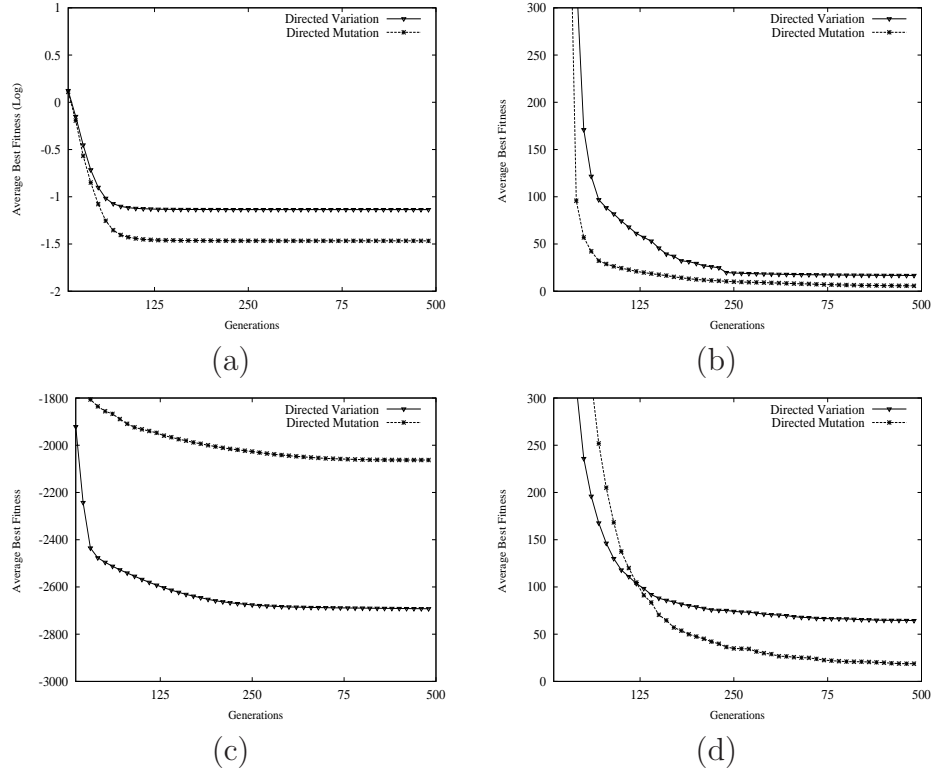 1
0.5
0
-0.5
-1
-1.5
-2
Average Best Fitness (Log)
Directed Variation
Directed Mutation
125
250
75
500
Generations
(a)
300
250
200
150
100
50
0
Average Best Fitness
Directed Variation
Directed Mutation
125
250
75
500
Generations
(b)
-1800
-2000
-2200
-2400
-2600
-2800
-3000
Average Best Fitness
Directed Variation
Directed Mutation
125
250
75
500
Generations
(c)
300
250
200
150
100
50
0
Average Best Fitness
Directed Variation
Directed Mutation
125
250
75
500
Generations
(d)